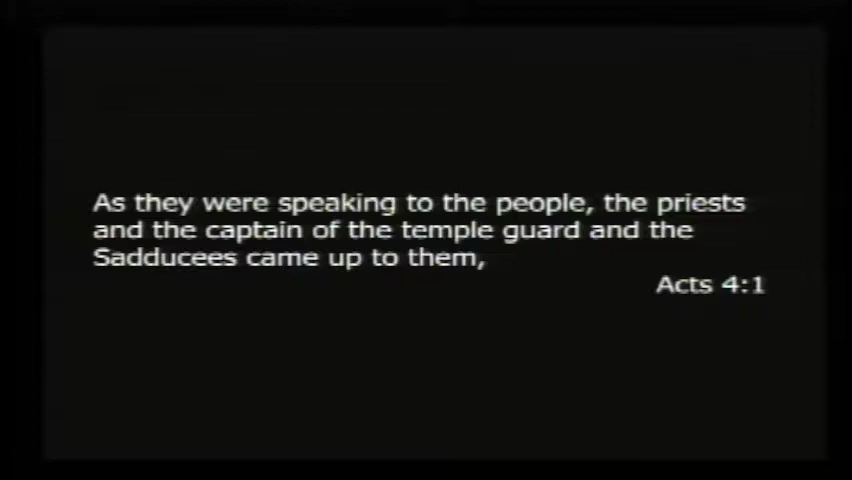 As they were speaking to the people, the priests
and the captain of the temple guard and the
Sadducees came up to them,
Acts 4:1